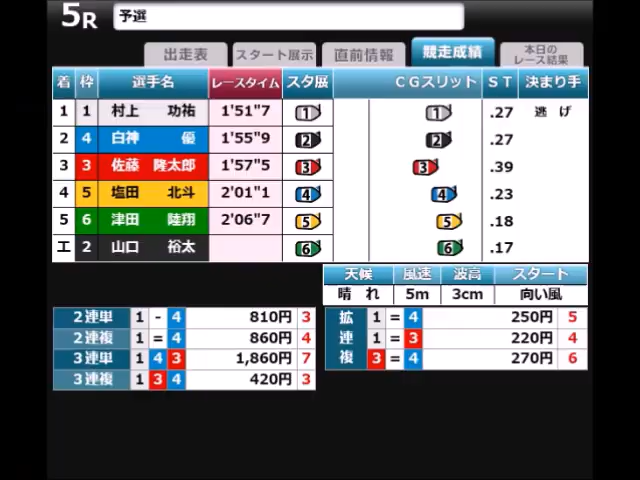 5R 予選
出走表 スタート展示 直前情報 競走成績 本日のレース結果
着 枠 選手名 レースタイム スタ展 CGスリット ST 決まり手
1 1 村上 功祐 1'51"7 1 1 .27 逃げ
2 4 白神 優 1'55"9 2 2 .27
3 3 佐藤 隆太郎 1'57"5 3 3 .39
4 5 塩田 北斗 2'01"1 4 4 .23
5 6 津田 陸翔 2'06"7 5 5 .18
エ 2 山口 裕太 6 6 .17
天候 風速 波高 スタート
晴れ 5m 3cm 向い風
2連単 1 - 4 810円 3
2連複 1 = 4 860円 4
3連単 1 4 3 1,860円 7
3連複 1 3 4 420円 3
拡 1 = 4 250円 5
連 1 = 3 220円 4
複 3 = 4 270円 6